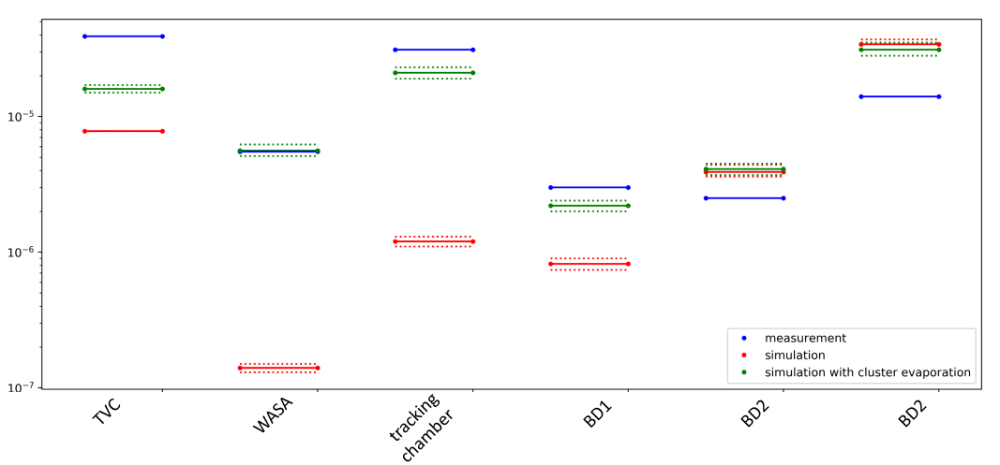 10⁻⁵
10⁻⁶
10⁻⁷
measurement
simulation
simulation with cluster evaporation
TVC
WASA
tracking
chamber
BD1
BD2
BD2